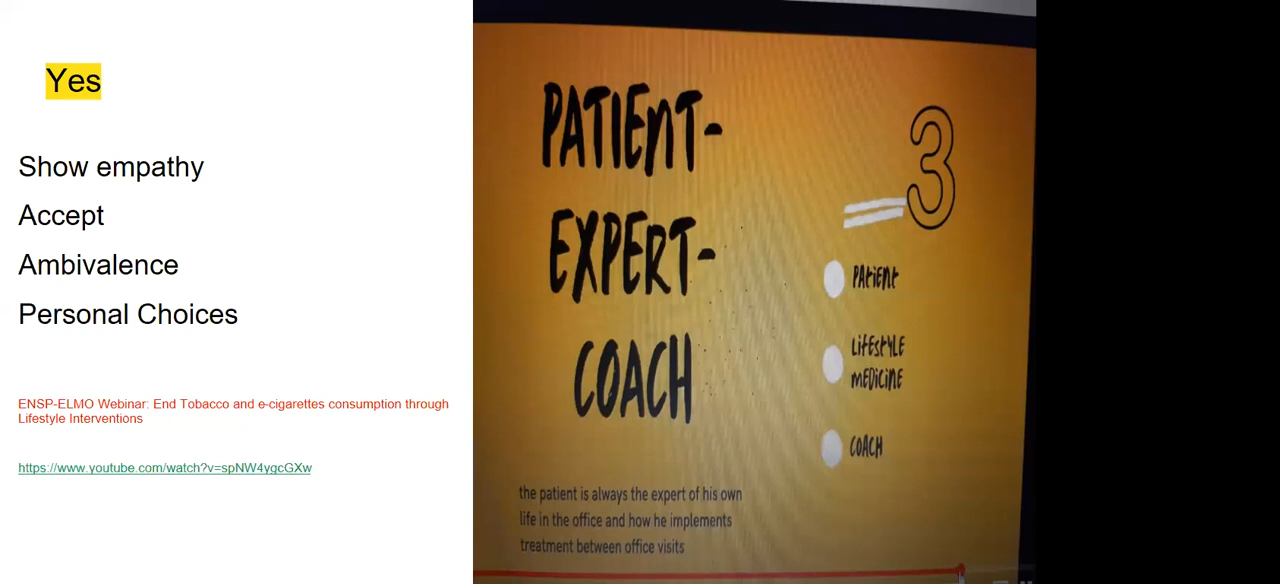 Yes
Show empathy
Accept
Ambivalence
Personal Choices
ENSP-ELMO Webinar: End Tobacco and e-cigarettes consumption through
Lifestyle Interventions
https://www.youtube.com/watch?v=spNW4ygcGXw
PATIEnT-
EXPERT-
COACH
3
PAtiEnt
LifEstYLE
mEDiCinE
COACH
the patient is always the expert of his own
life in the office and how he implements
treatment between office visits